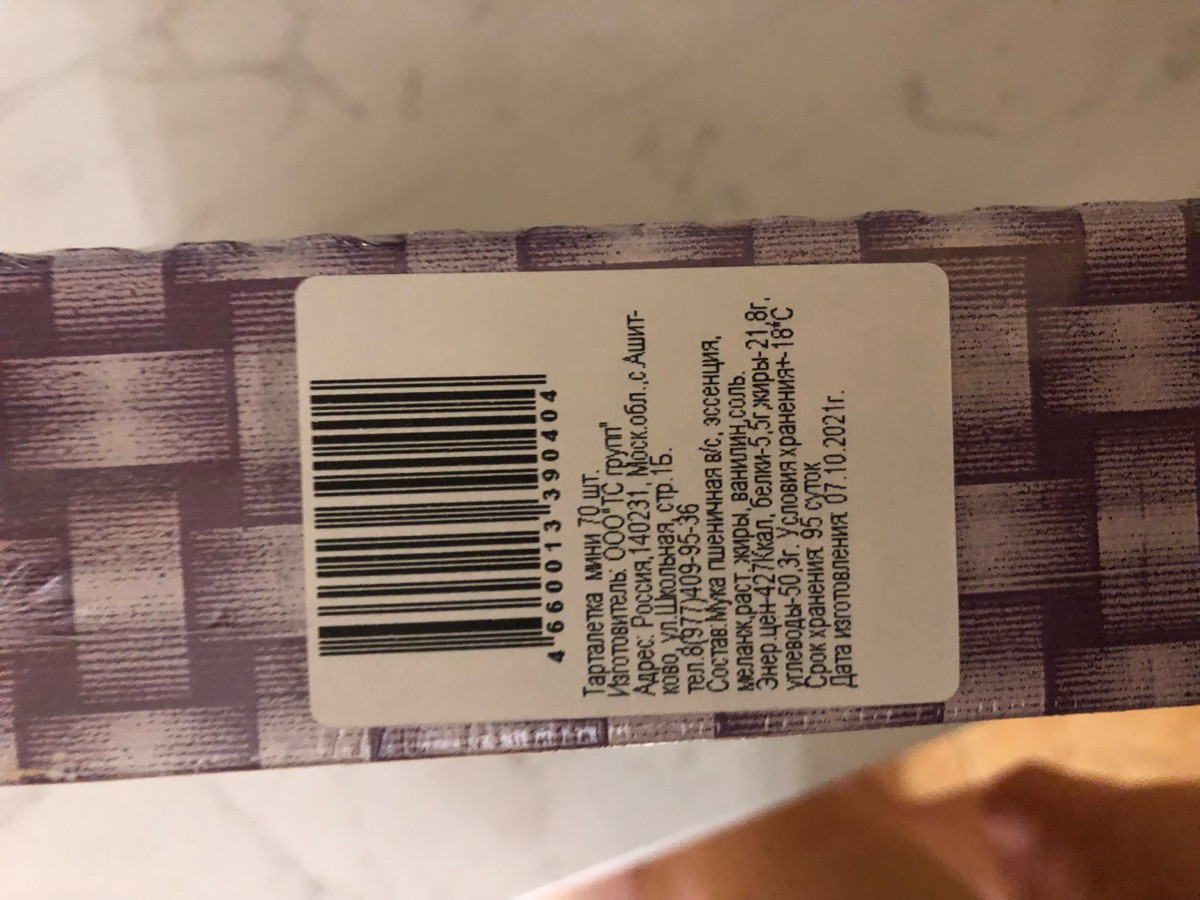 4 660013 390404
Тарталетка мини 70 шт.
Изготовитель: ООО"ТС групп"
Адрес: Россия,140231, Моск.обл.,с.Ашит-
ково, ул.Школьная, стр.1Б.
тел.8(977)409-95-36
Состав:Мука пшеничная в/с, эссенция,
меланж,раст.жиры, ванилин,соль.
Энер.цен-427Ккал, белки-5,5г,жиры-21,8г,
углеводы-50,3г. Условия хранения+-18*С
Срок хранения 95 суток
Дата изготовления 07.10.2021г.